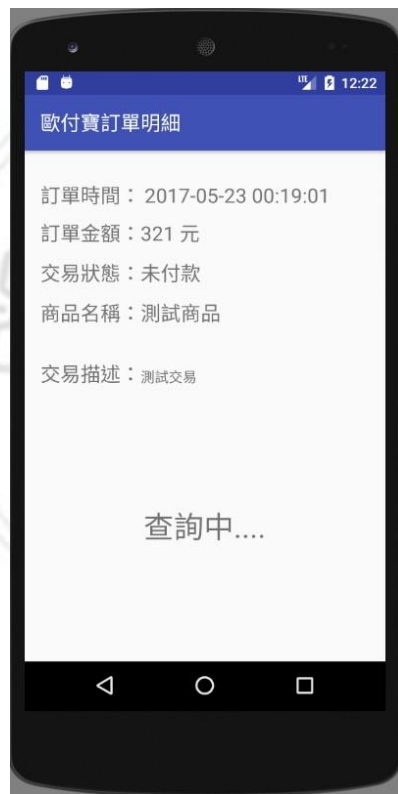 LTE 12:22
歐付寶訂單明細
訂單時間： 2017-05-23 00:19:01
訂單金額：321 元
交易狀態：未付款
商品名稱：測試商品
交易描述：測試交易
查詢中....